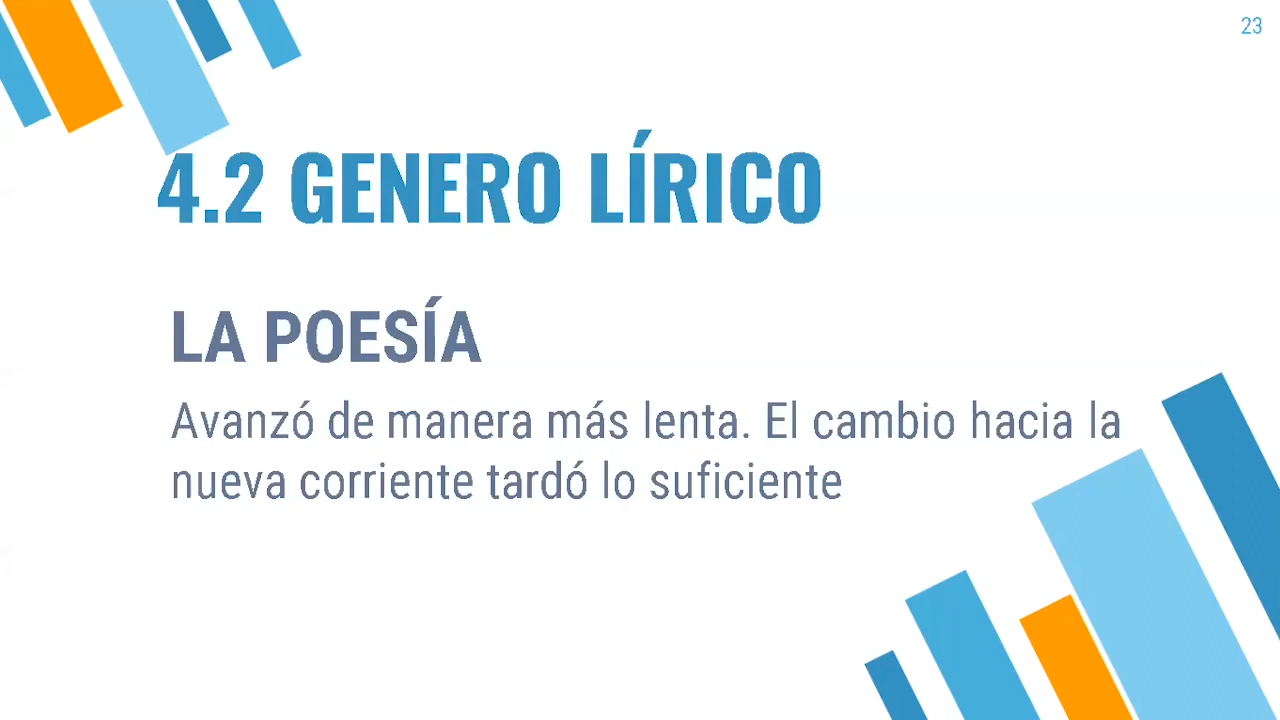 23
4.2 GENERO LÍRICO
LA POESÍA
Avanzó de manera más lenta. El cambio hacia la
nueva corriente tardó lo suficiente